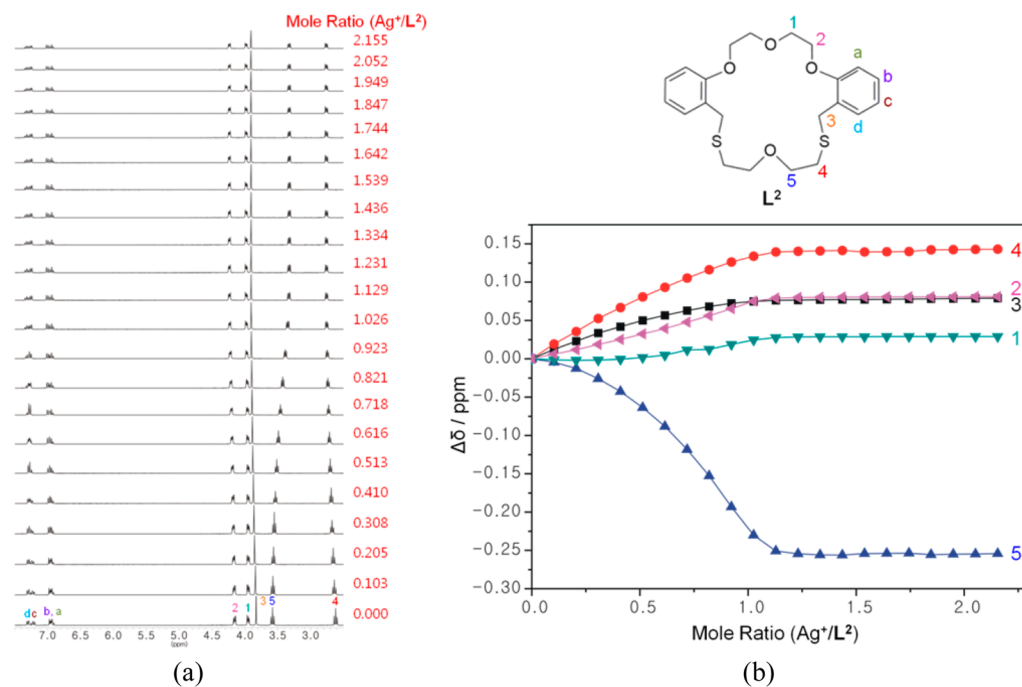 Mole Ratio (Ag⁺/L²)
2.155
2.052
1.949
1.847
1.744
1.642
1.539
1.436
1.334
1.231
1.129
1.026
0.923
0.821
0.718
0.616
0.513
0.410
0.308
0.205
0.103
0.000
d c b, a 2 1 3 5 4
7.0 6.5 6.0 5.5 5.0 4.5 4.0 3.5 3.0
(ppm)
(a)
1
2
O
a
O O
b
c
3 d
S S
O
5 4
L²
0.15
0.10
0.05
0.00
−0.05
−0.10
−0.15
−0.20
−0.25
−0.30
Δδ / ppm
4
2
3
1
5
0.0 0.5 1.0 1.5 2.0
Mole Ratio (Ag⁺/L²)
(b)